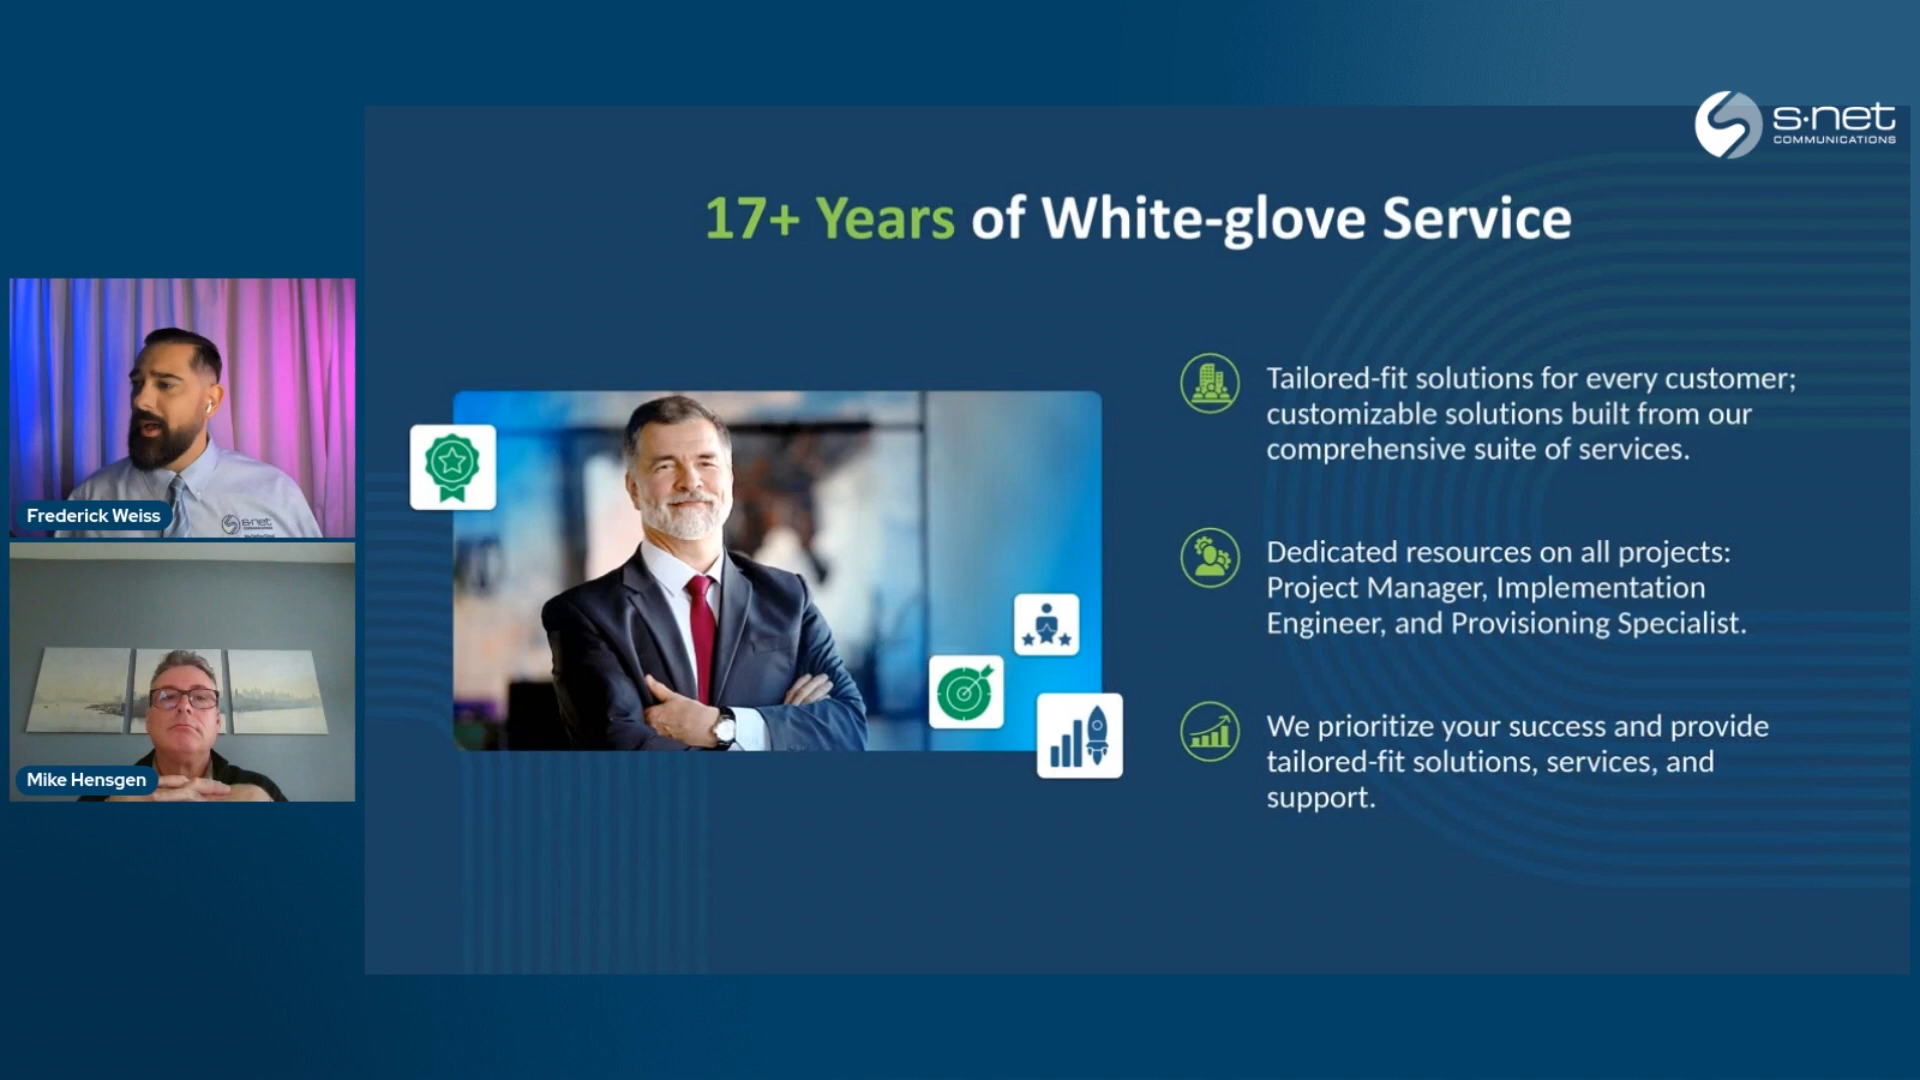 s·net
COMMUNICATIONS
17+ Years of White-glove Service
Tailored-fit solutions for every customer;
customizable solutions built from our
comprehensive suite of services.
Dedicated resources on all projects:
Project Manager, Implementation
Engineer, and Provisioning Specialist.
We prioritize your success and provide
tailored-fit solutions, services, and
support.
Frederick Weiss
s·net
Mike Hensgen